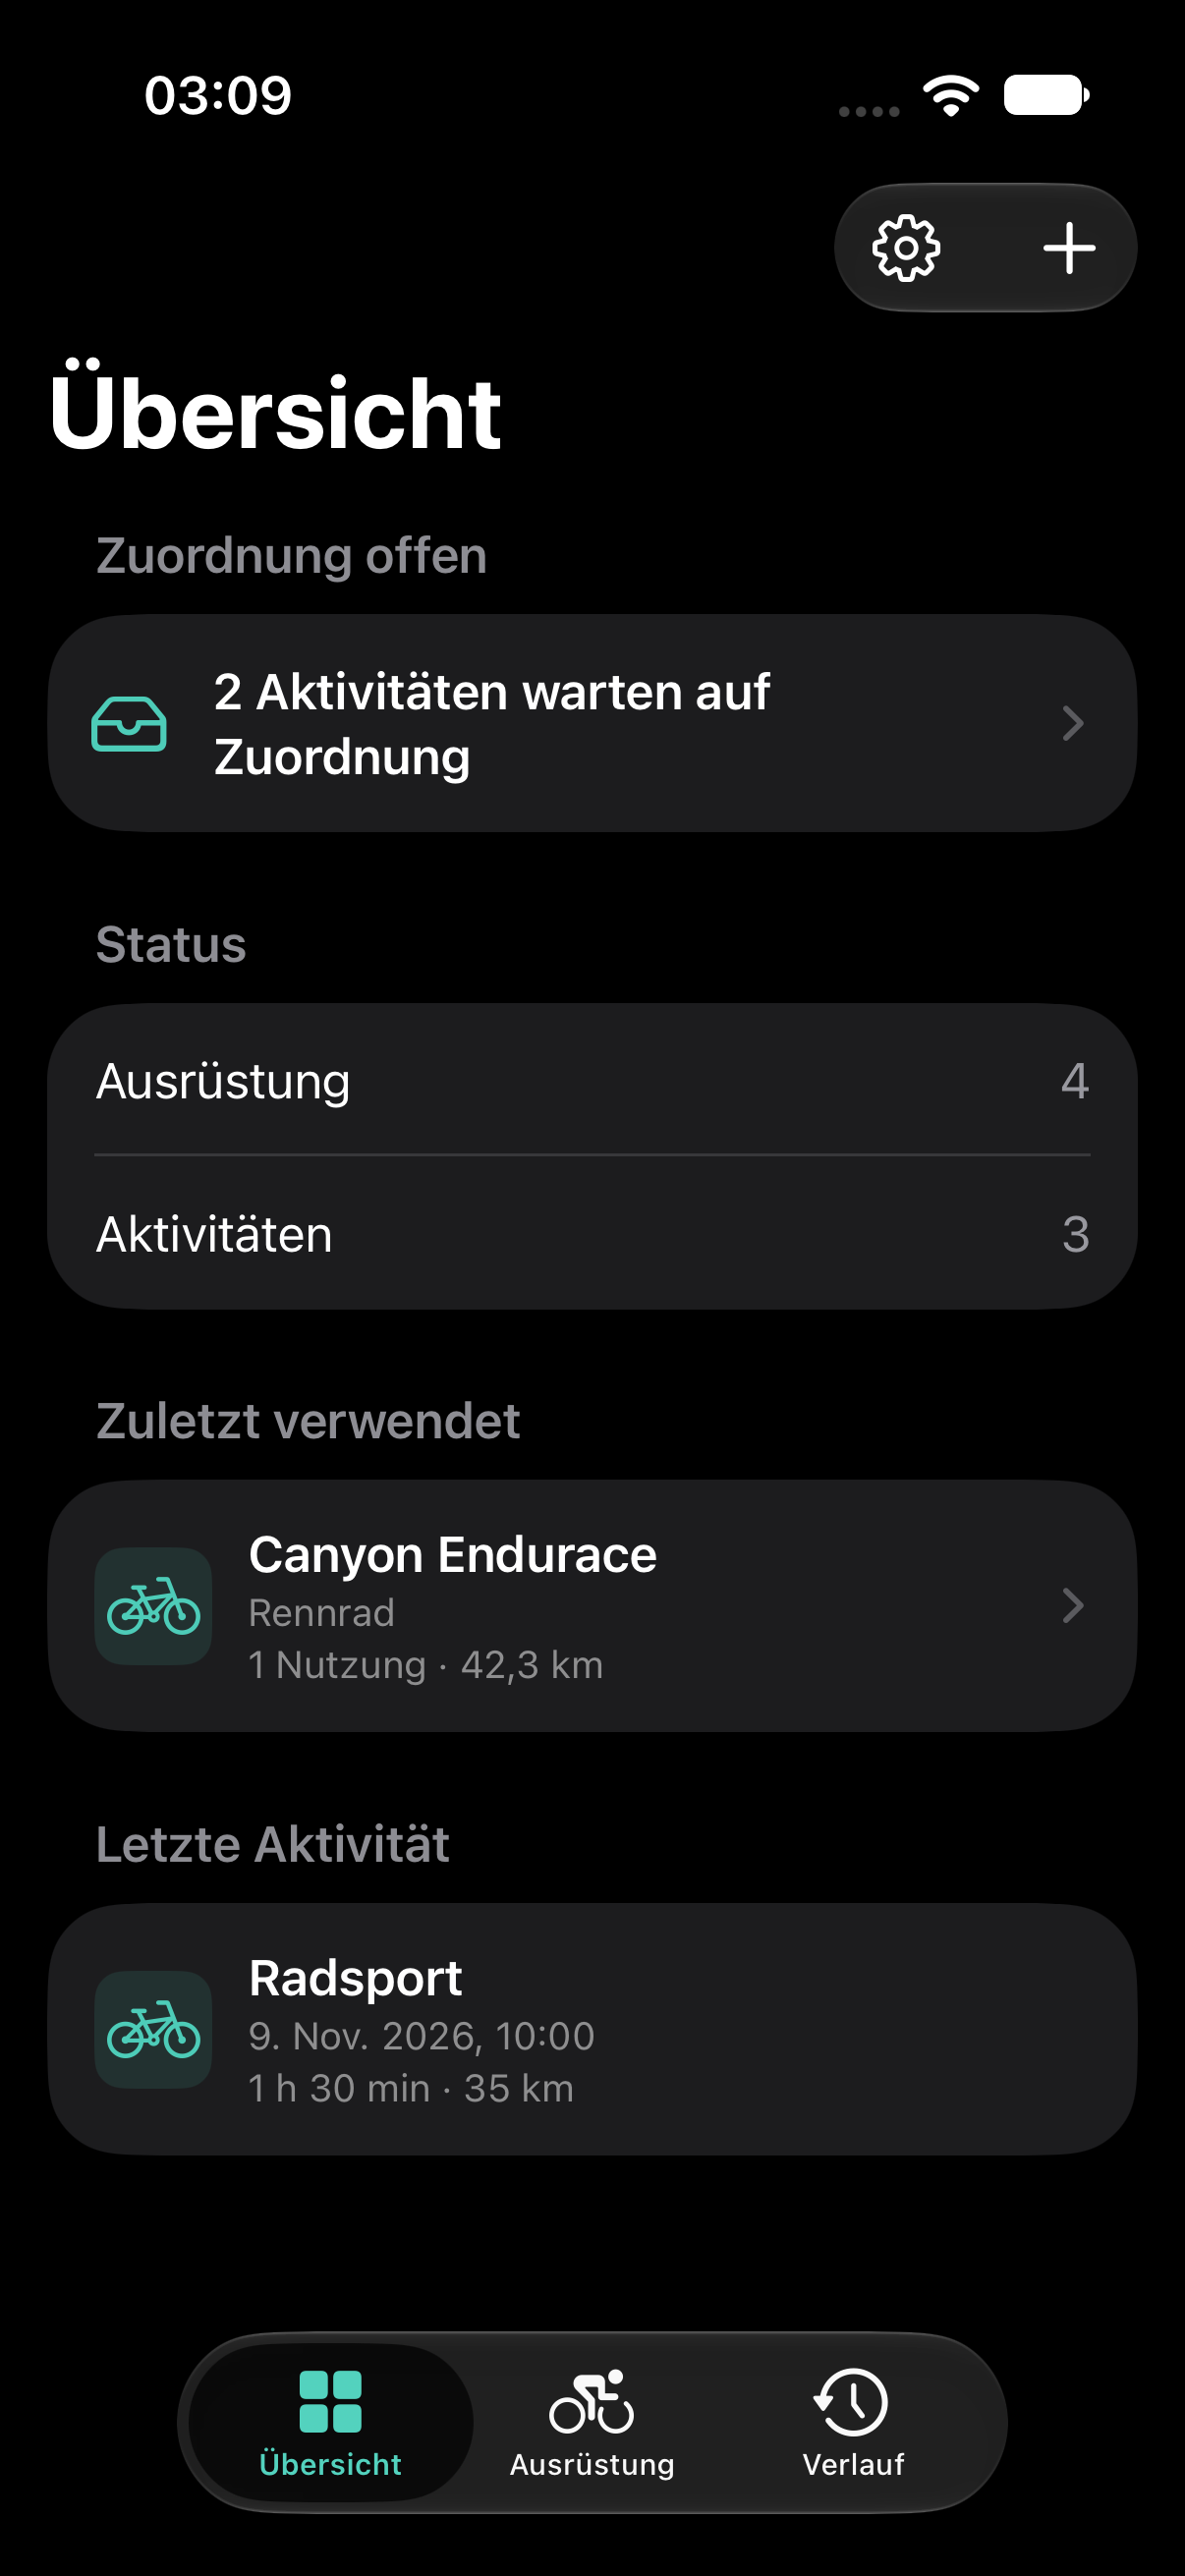 03:09
Übersicht
Zuordnung offen
2 Aktivitäten warten auf
Zuordnung
Status
Ausrüstung 4
Aktivitäten 3
Zuletzt verwendet
Canyon Endurace
Rennrad
1 Nutzung · 42,3 km
Letzte Aktivität
Radsport
9. Nov. 2026, 10:00
1 h 30 min · 35 km
Übersicht Ausrüstung Verlauf